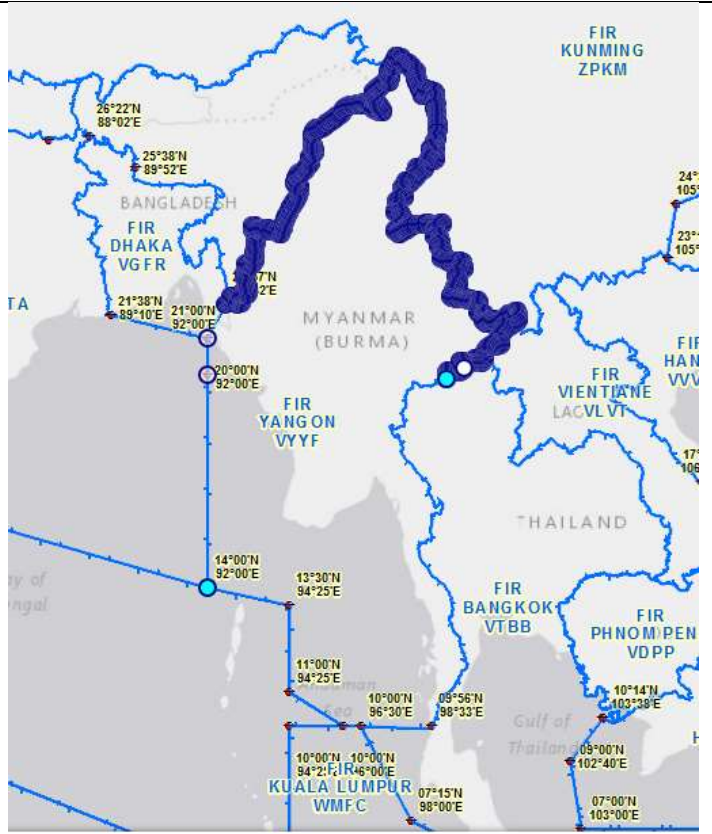 FIR
KUNMING
ZPKM
26°22'N
88°02'E
25°38'N
89°52'E
BANGLADESH
FIR
DHAKA
VGFR
TA
21°38'N
89°10'E
21°00'N
92°00'E
MYANMAR
(BURMA)
20°00'N
92°00'E
FIR
YANGON
VYYF
FIR
VIENTIANE
VLVT
THAILAND
14°00'N
92°00'E
13°30'N
94°25'E
FIR
BANGKOK
VTBB
FIR
PHNOM PEN
VDPP
11°00'N
94°25'E
10°00'N
96°30'E
09°56'N
98°33'E
10°14'N
103°38'E
Gulf of
Thailand
09°00'N
102°40'E
FIR
KUALA LUMPUR
WMFC
07°15'N
98°00'E
07°00'N
103°00'E